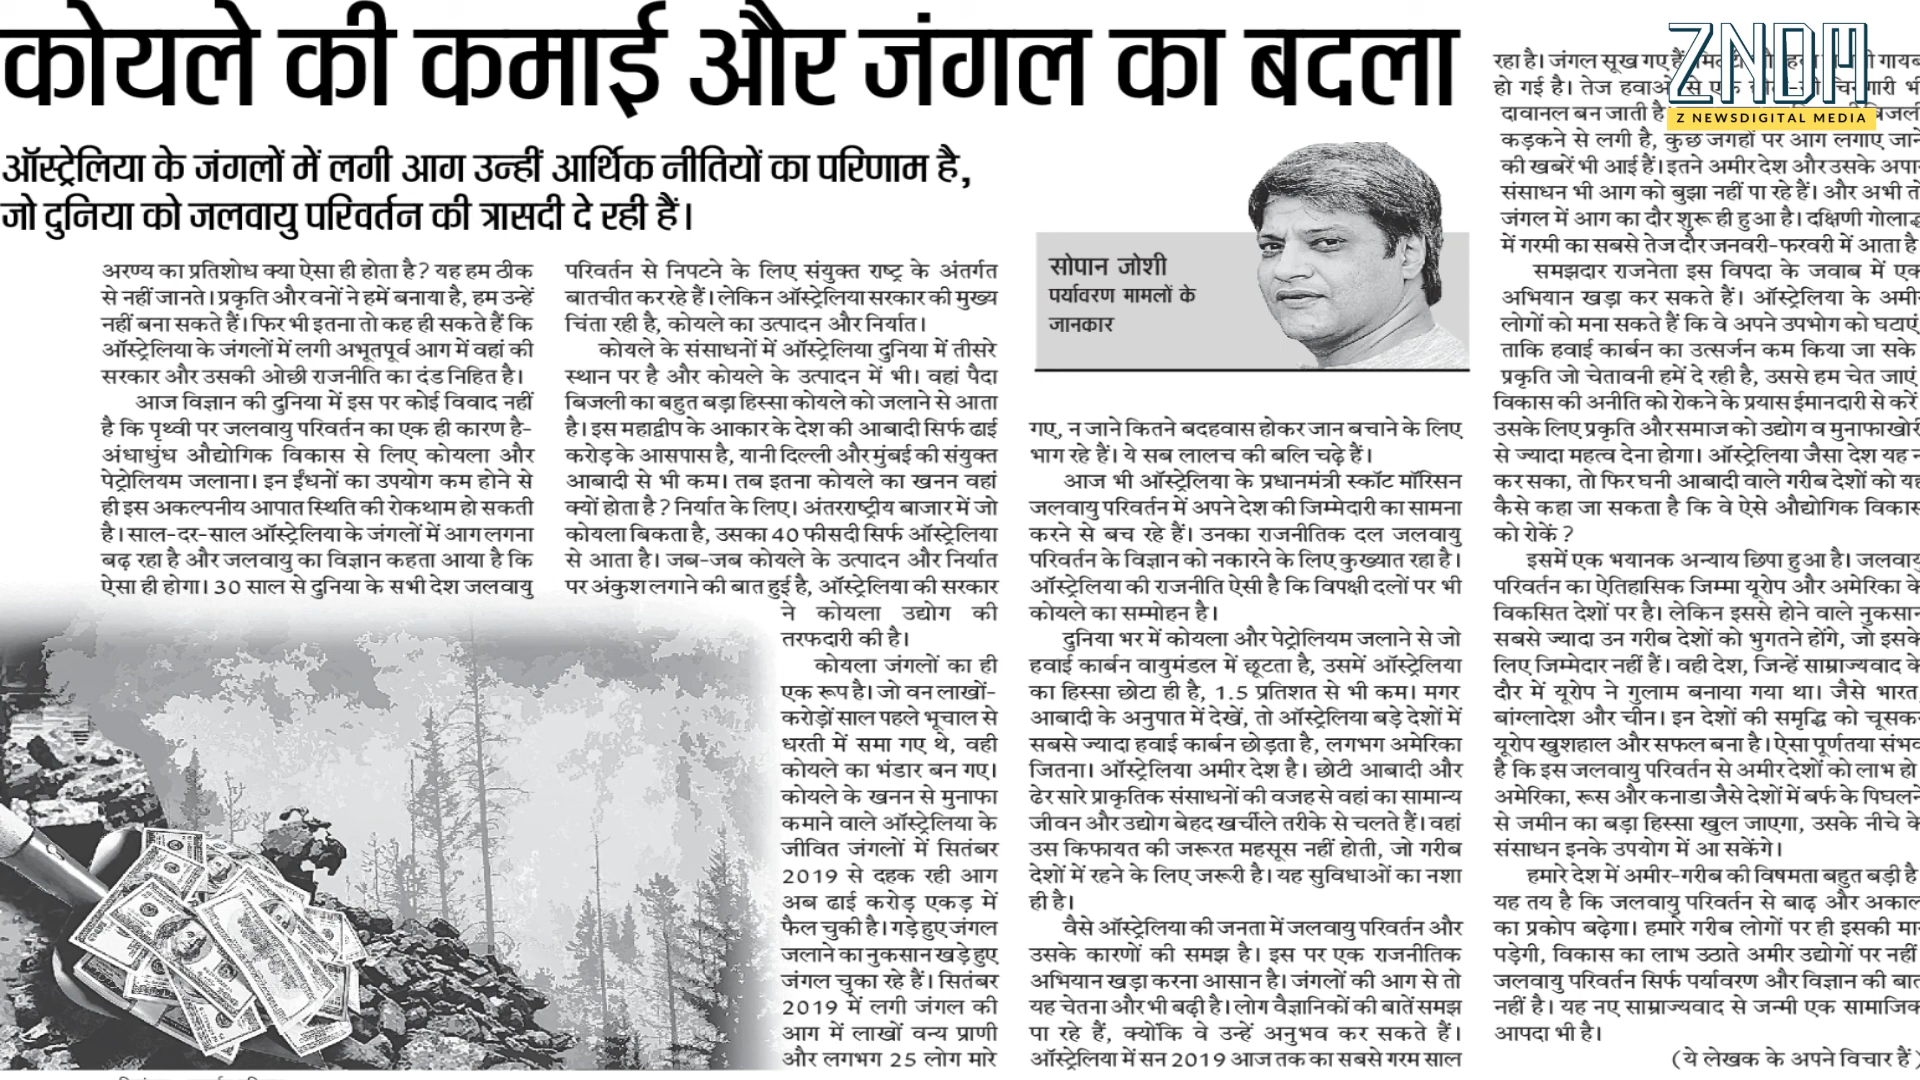 कोयले की कमाई और जंगल का बदला
ऑस्ट्रेलिया के जंगलों में लगी आग उन्हीं आर्थिक नीतियों का परिणाम है,
जो दुनिया को जलवायु परिवर्तन की त्रासदी दे रही हैं।
अरण्य का प्रतिशोध क्या ऐसा ही होता है? यह हम ठीक
से नहीं जानते। प्रकृति और वनों ने हमें बनाया है, हम उन्हें
नहीं बना सकते हैं। फिर भी इतना तो कह ही सकते हैं कि
ऑस्ट्रेलिया के जंगलों में लगी अभूतपूर्व आग में वहां की
सरकार और उसकी ओछी राजनीति का दंड निहित है।
आज विज्ञान की दुनिया में इस पर कोई विवाद नहीं
है कि पृथ्वी पर जलवायु परिवर्तन का एक ही कारण है-
अंधाधुंध औद्योगिक विकास से लिए कोयला और
पेट्रोलियम जलाना। इन ईंधनों का उपयोग कम होने से
ही इस अकल्पनीय आपात स्थिति की रोकथाम हो सकती
है। साल-दर-साल ऑस्ट्रेलिया के जंगलों में आग लगना
बढ़ रहा है और जलवायु का विज्ञान कहता आया है कि
ऐसा ही होगा। 30 साल से दुनिया के सभी देश जलवायु
परिवर्तन से निपटने के लिए संयुक्त राष्ट्र के अंतर्गत
बातचीत कर रहे हैं। लेकिन ऑस्ट्रेलिया सरकार की मुख्य
चिंता रही है, कोयले का उत्पादन और निर्यात।
कोयले के संसाधनों में ऑस्ट्रेलिया दुनिया में तीसरे
स्थान पर है और कोयले के उत्पादन में भी। वहां पैदा
बिजली का बहुत बड़ा हिस्सा कोयले को जलाने से आता
है। इस महाद्वीप के आकार के देश की आबादी सिर्फ ढाई
करोड़ के आसपास है, यानी दिल्ली और मुंबई की संयुक्त
आबादी से भी कम। तब इतना कोयले का खनन वहां
क्यों होता है? निर्यात के लिए। अंतरराष्ट्रीय बाजार में जो
कोयला बिकता है, उसका 40 फीसदी सिर्फ ऑस्ट्रेलिया
से आता है। जब-जब कोयले के उत्पादन और निर्यात
पर अंकुश लगाने की बात हुई है, ऑस्ट्रेलिया की सरकार
ने कोयला उद्योग की
तरफदारी की है।
कोयला जंगलों का ही
एक रूप है। जो वन लाखों-
करोड़ों साल पहले भूचाल से
धरती में समा गए थे, वही
कोयले का भंडार बन गए।
कोयले के खनन से मुनाफा
कमाने वाले ऑस्ट्रेलिया के
जीवित जंगलों में सितंबर
2019 से दहक रही आग
अब ढाई करोड़ एकड़ में
फैल चुकी है। गड़े हुए जंगल
जलाने का नुकसान खड़े हुए
जंगल चुका रहे हैं। सितंबर
2019 में लगी जंगल की
आग में लाखों वन्य प्राणी
और लगभग 25 लोग मारे
सोपान जोशी
पर्यावरण मामलों के
जानकार
गए, न जाने कितने बदहवास होकर जान बचाने के लिए
भाग रहे हैं। ये सब लालच की बलि चढ़े हैं।
आज भी ऑस्ट्रेलिया के प्रधानमंत्री स्कॉट मॉरिसन
जलवायु परिवर्तन में अपने देश की जिम्मेदारी का सामना
करने से बच रहे हैं। उनका राजनीतिक दल जलवायु
परिवर्तन के विज्ञान को नकारने के लिए कुख्यात रहा है।
ऑस्ट्रेलिया की राजनीति ऐसी है कि विपक्षी दलों पर भी
कोयले का सम्मोहन है।
दुनिया भर में कोयला और पेट्रोलियम जलाने से जो
हवाई कार्बन वायुमंडल में छूटता है, उसमें ऑस्ट्रेलिया
का हिस्सा छोटा ही है, 1.5 प्रतिशत से भी कम। मगर
आबादी के अनुपात में देखें, तो ऑस्ट्रेलिया बड़े देशों में
सबसे ज्यादा हवाई कार्बन छोड़ता है, लगभग अमेरिका
जितना। ऑस्ट्रेलिया अमीर देश है। छोटी आबादी और
ढेर सारे प्राकृतिक संसाधनों की वजह से वहां का सामान्य
जीवन और उद्योग बेहद खर्चीले तरीके से चलते हैं। वहां
उस किफायत की जरूरत महसूस नहीं होती, जो गरीब
देशों में रहने के लिए जरूरी है। यह सुविधाओं का नशा
ही है।
वैसे ऑस्ट्रेलिया की जनता में जलवायु परिवर्तन और
उसके कारणों की समझ है। इस पर एक राजनीतिक
अभियान खड़ा करना आसान है। जंगलों की आग से तो
यह चेतना और भी बढ़ी है। लोग वैज्ञानिकों की बातें समझ
पा रहे हैं, क्योंकि वे उन्हें अनुभव कर सकते हैं।
ऑस्ट्रेलिया में सन 2019 आज तक का सबसे गरम साल
रहा है। जंगल सूख गए हैं गायब
हो गई है। तेज हवाओं से एक चिनगारी भी
दावानल बन जाती है बिजली
कड़कने से लगी है, कुछ जगहों पर आग लगाए जाने
की खबरें भी आई हैं। इतने अमीर देश और उसके अपार
संसाधन भी आग को बुझा नहीं पा रहे हैं। और अभी तो
जंगल में आग का दौर शुरू ही हुआ है। दक्षिणी गोलार्द्ध
में गरमी का सबसे तेज दौर जनवरी-फरवरी में आता है
समझदार राजनेता इस विपदा के जवाब में एक
अभियान खड़ा कर सकते हैं। ऑस्ट्रेलिया के अमीर
लोगों को मना सकते हैं कि वे अपने उपभोग को घटाएं
ताकि हवाई कार्बन का उत्सर्जन कम किया जा सके
प्रकृति जो चेतावनी हमें दे रही है, उससे हम चेत जाएं
विकास की अनीति को रोकने के प्रयास ईमानदारी से करें
उसके लिए प्रकृति और समाज को उद्योग व मुनाफाखोरी
से ज्यादा महत्व देना होगा। ऑस्ट्रेलिया जैसा देश यह न
कर सका, तो फिर घनी आबादी वाले गरीब देशों को यह
कैसे कहा जा सकता है कि वे ऐसे औद्योगिक विकास
को रोकें ?
इसमें एक भयानक अन्याय छिपा हुआ है। जलवायु
परिवर्तन का ऐतिहासिक जिम्मा यूरोप और अमेरिका के
विकसित देशों पर है। लेकिन इससे होने वाले नुकसान
सबसे ज्यादा उन गरीब देशों को भुगतने होंगे, जो इसके
लिए जिम्मेदार नहीं हैं। वही देश, जिन्हें साम्राज्यवाद के
दौर में यूरोप ने गुलाम बनाया गया था। जैसे भारत
बांग्लादेश और चीन। इन देशों की समृद्धि को चूसकर
यूरोप खुशहाल और सफल बना है। ऐसा पूर्णतया संभव
है कि इस जलवायु परिवर्तन से अमीर देशों को लाभ हो
अमेरिका, रूस और कनाडा जैसे देशों में बर्फ के पिघलने
से जमीन का बड़ा हिस्सा खुल जाएगा, उसके नीचे के
संसाधन इनके उपयोग में आ सकेंगे।
हमारे देश में अमीर-गरीब की विषमता बहुत बड़ी है
यह तय है कि जलवायु परिवर्तन से बाढ़ और अकाल
का प्रकोप बढ़ेगा। हमारे गरीब लोगों पर ही इसकी मार
पड़ेगी, विकास का लाभ उठाते अमीर उद्योगों पर नहीं
जलवायु परिवर्तन सिर्फ पर्यावरण और विज्ञान की बात
नहीं है। यह नए साम्राज्यवाद से जन्मी एक सामाजिक
आपदा भी है।
(ये लेखक के अपने विचार हैं)
ZNDM
Z NEWSDIGITAL MEDIA